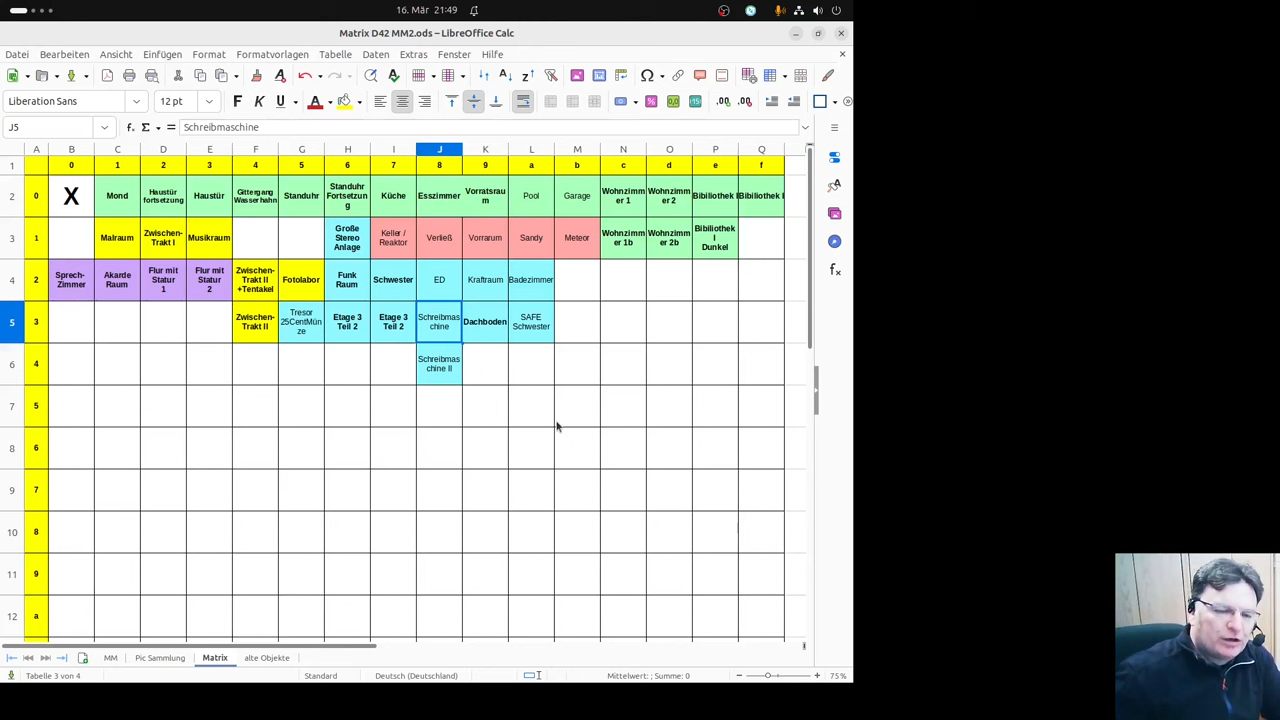 16. Mär 21:49
Matrix D42 MM2.ods – LibreOffice Calc
Datei Bearbeiten Ansicht Einfügen Format Formatvorlagen Tabelle Daten Extras Fenster Hilfe
Liberation Sans 12 pt
J5 Schreibmaschine
A B C D E F G H I J K L M N O P Q
1 0 1 2 3 4 5 6 7 8 9 a b c d e f
2 0 X Mond Haustür fortsetzung Haustür Gittergang Wasserhahn Standuhr Standuhr Fortsetzung Küche Esszimmer Vorratsraum Pool Garage Wohnzimmer 1 Wohnzimmer 2 Bibiliothek I Bibiliothek I
3 1 Malraum Zwischen-Trakt I Musikraum Große Stereo Anlage Keller / Reaktor Verließ Vorrarum Sandy Meteor Wohnzimmer 1b Wohnzimmer 2b Bibiliothek I Dunkel
4 2 Sprech-Zimmer Akarde Raum Flur mit Statur 1 Flur mit Statur 2 Zwischen-Trakt II +Tentakel Fotolabor Funk Raum Schwester ED Kraftraum Badezimmer
5 3 Zwischen-Trakt II Tresor 25CentMünze Etage 3 Teil 2 Etage 3 Teil 2 Schreibmaschine Dachboden SAFE Schwester
6 4 Schreibmaschine II
7 5
8 6
9 7
10 8
11 9
12 a
MM Pic Sammlung Matrix alte Objekte
Tabelle 3 von 4 Standard Deutsch (Deutschland) Mittelwert: ; Summe: 0 75%